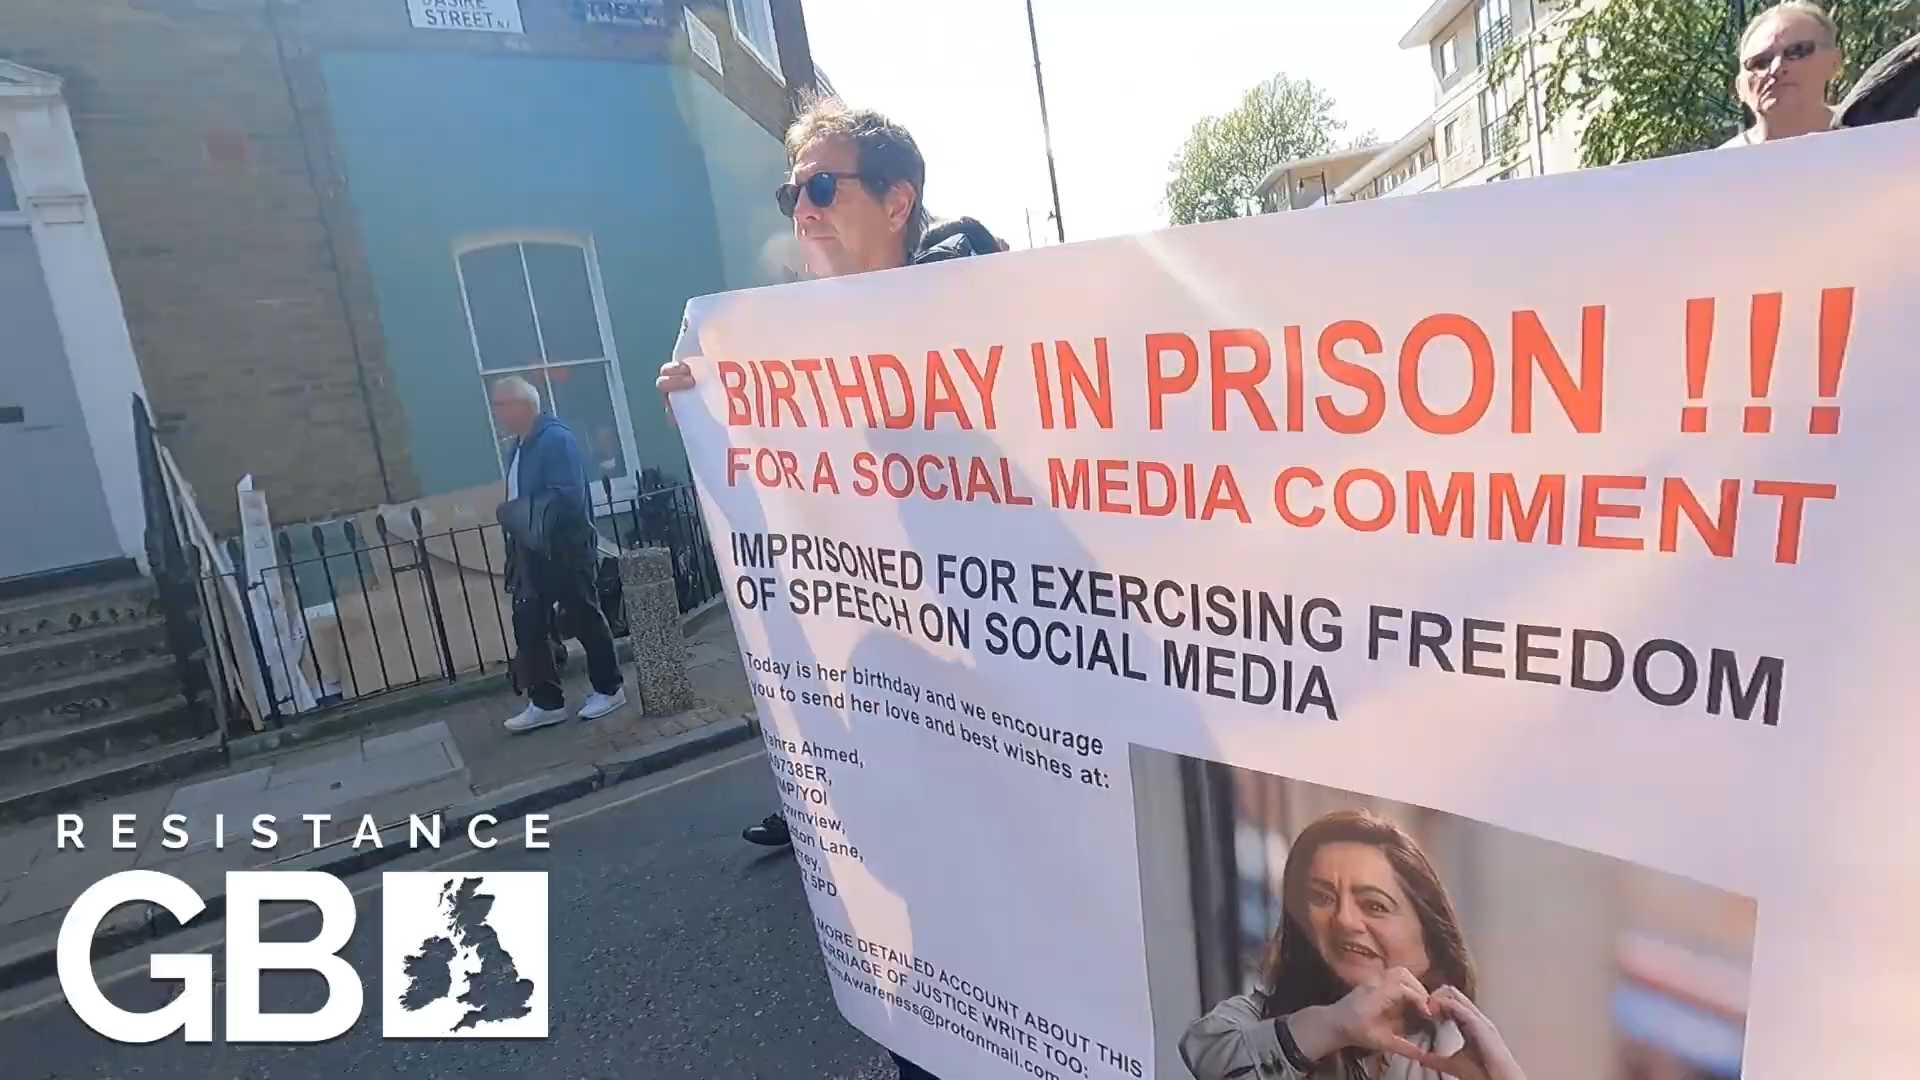 STREET N1
BIRTHDAY IN PRISON !!!
FOR A SOCIAL MEDIA COMMENT
IMPRISONED FOR EXERCISING FREEDOM
OF SPEECH ON SOCIAL MEDIA
Today is her birthday and we encourage
you to send her love and best wishes at:
Ahmed,
MORE DETAILED ACCOUNT ABOUT THIS
OF JUSTICE WRITE TOO:
RESISTANCE
GB